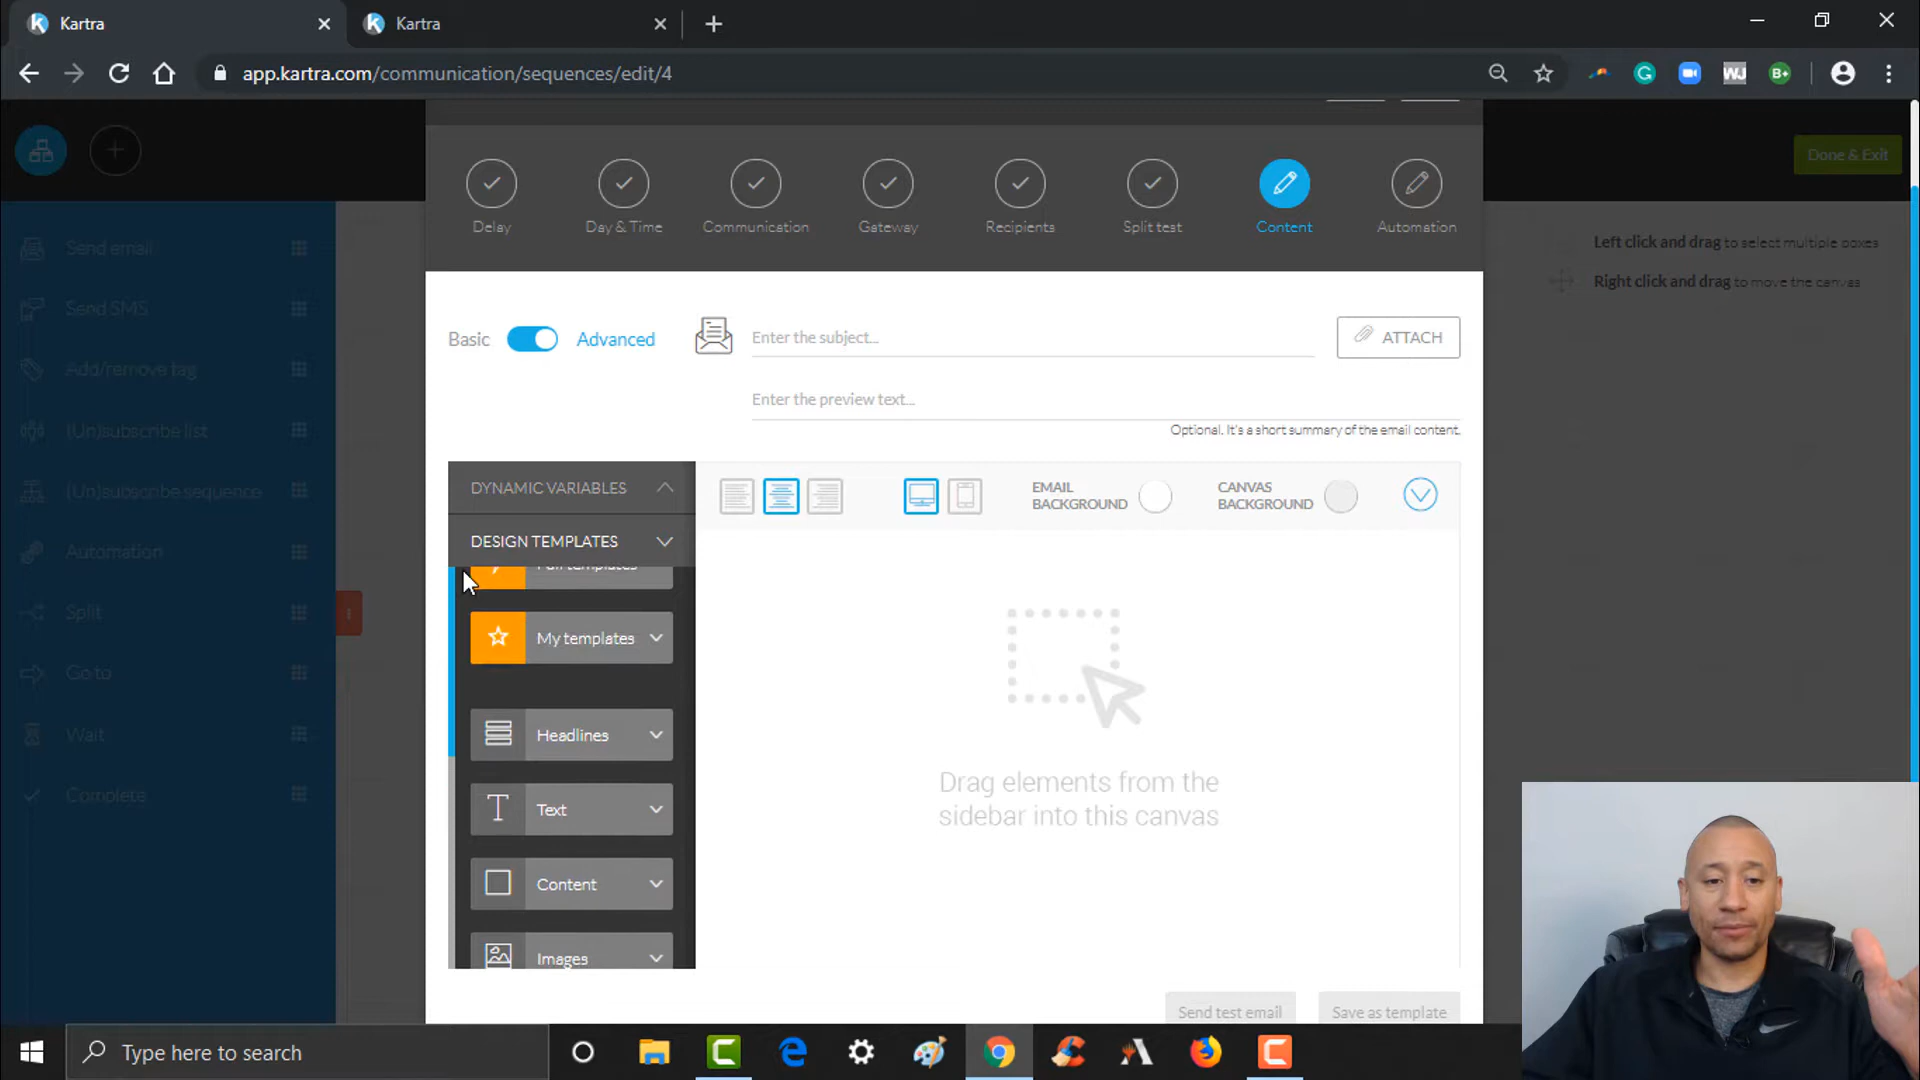 Kartra
Kartra
app.kartra.com/communication/sequences/edit/4
WJ
B+
Done & Exit
Delay
Day & Time
Communication
Gateway
Recipients
Split test
Content
Automation
Send email
Send SMS
Add/remove tag
(Un)subscribe list
(Un)subscribe sequence
Automation
Split
Go to
Wait
Complete
Left click and drag to select multiple boxes
Right click and drag to move the canvas
Basic
Advanced
Enter the subject...
ATTACH
Enter the preview text...
Optional. It's a short summary of the email content.
DYNAMIC VARIABLES
DESIGN TEMPLATES
EMAIL
BACKGROUND
CANVAS
BACKGROUND
Full templates
My templates
Headlines
Text
Content
Images
Drag elements from the
sidebar into this canvas
Send test email
Save as template
Type here to search